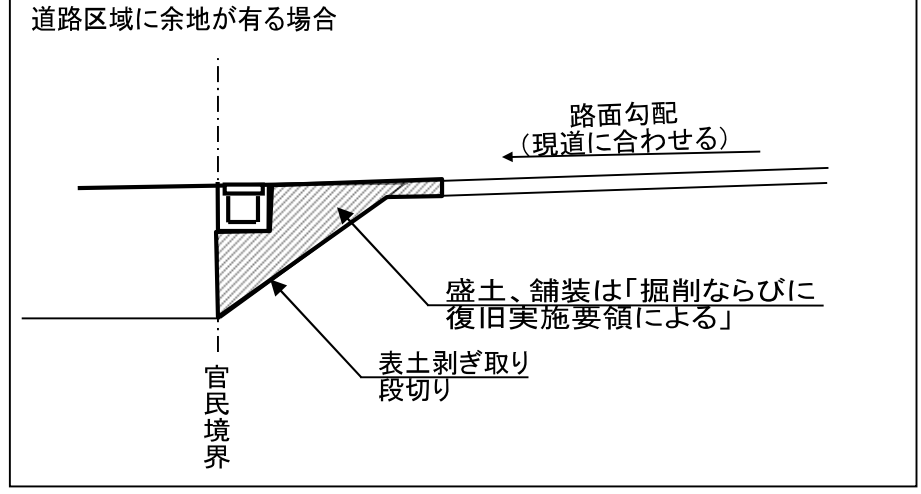 道路区域に余地が有る場合
路面勾配
(現道に合わせる)
盛土、舗装は「掘削ならびに
復旧実施要領による」
表土剥ぎ取り
段切り
官民境界